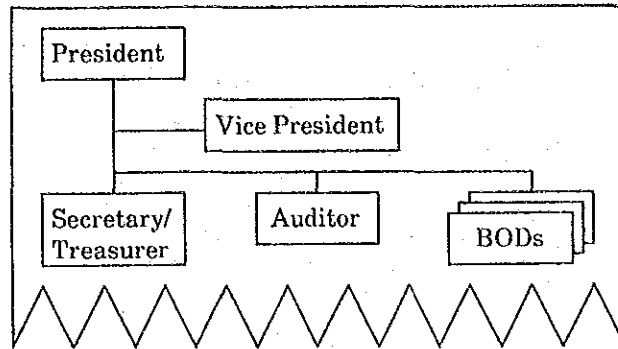 President
Vice President
Secretary/
Treasurer
Auditor
BODs